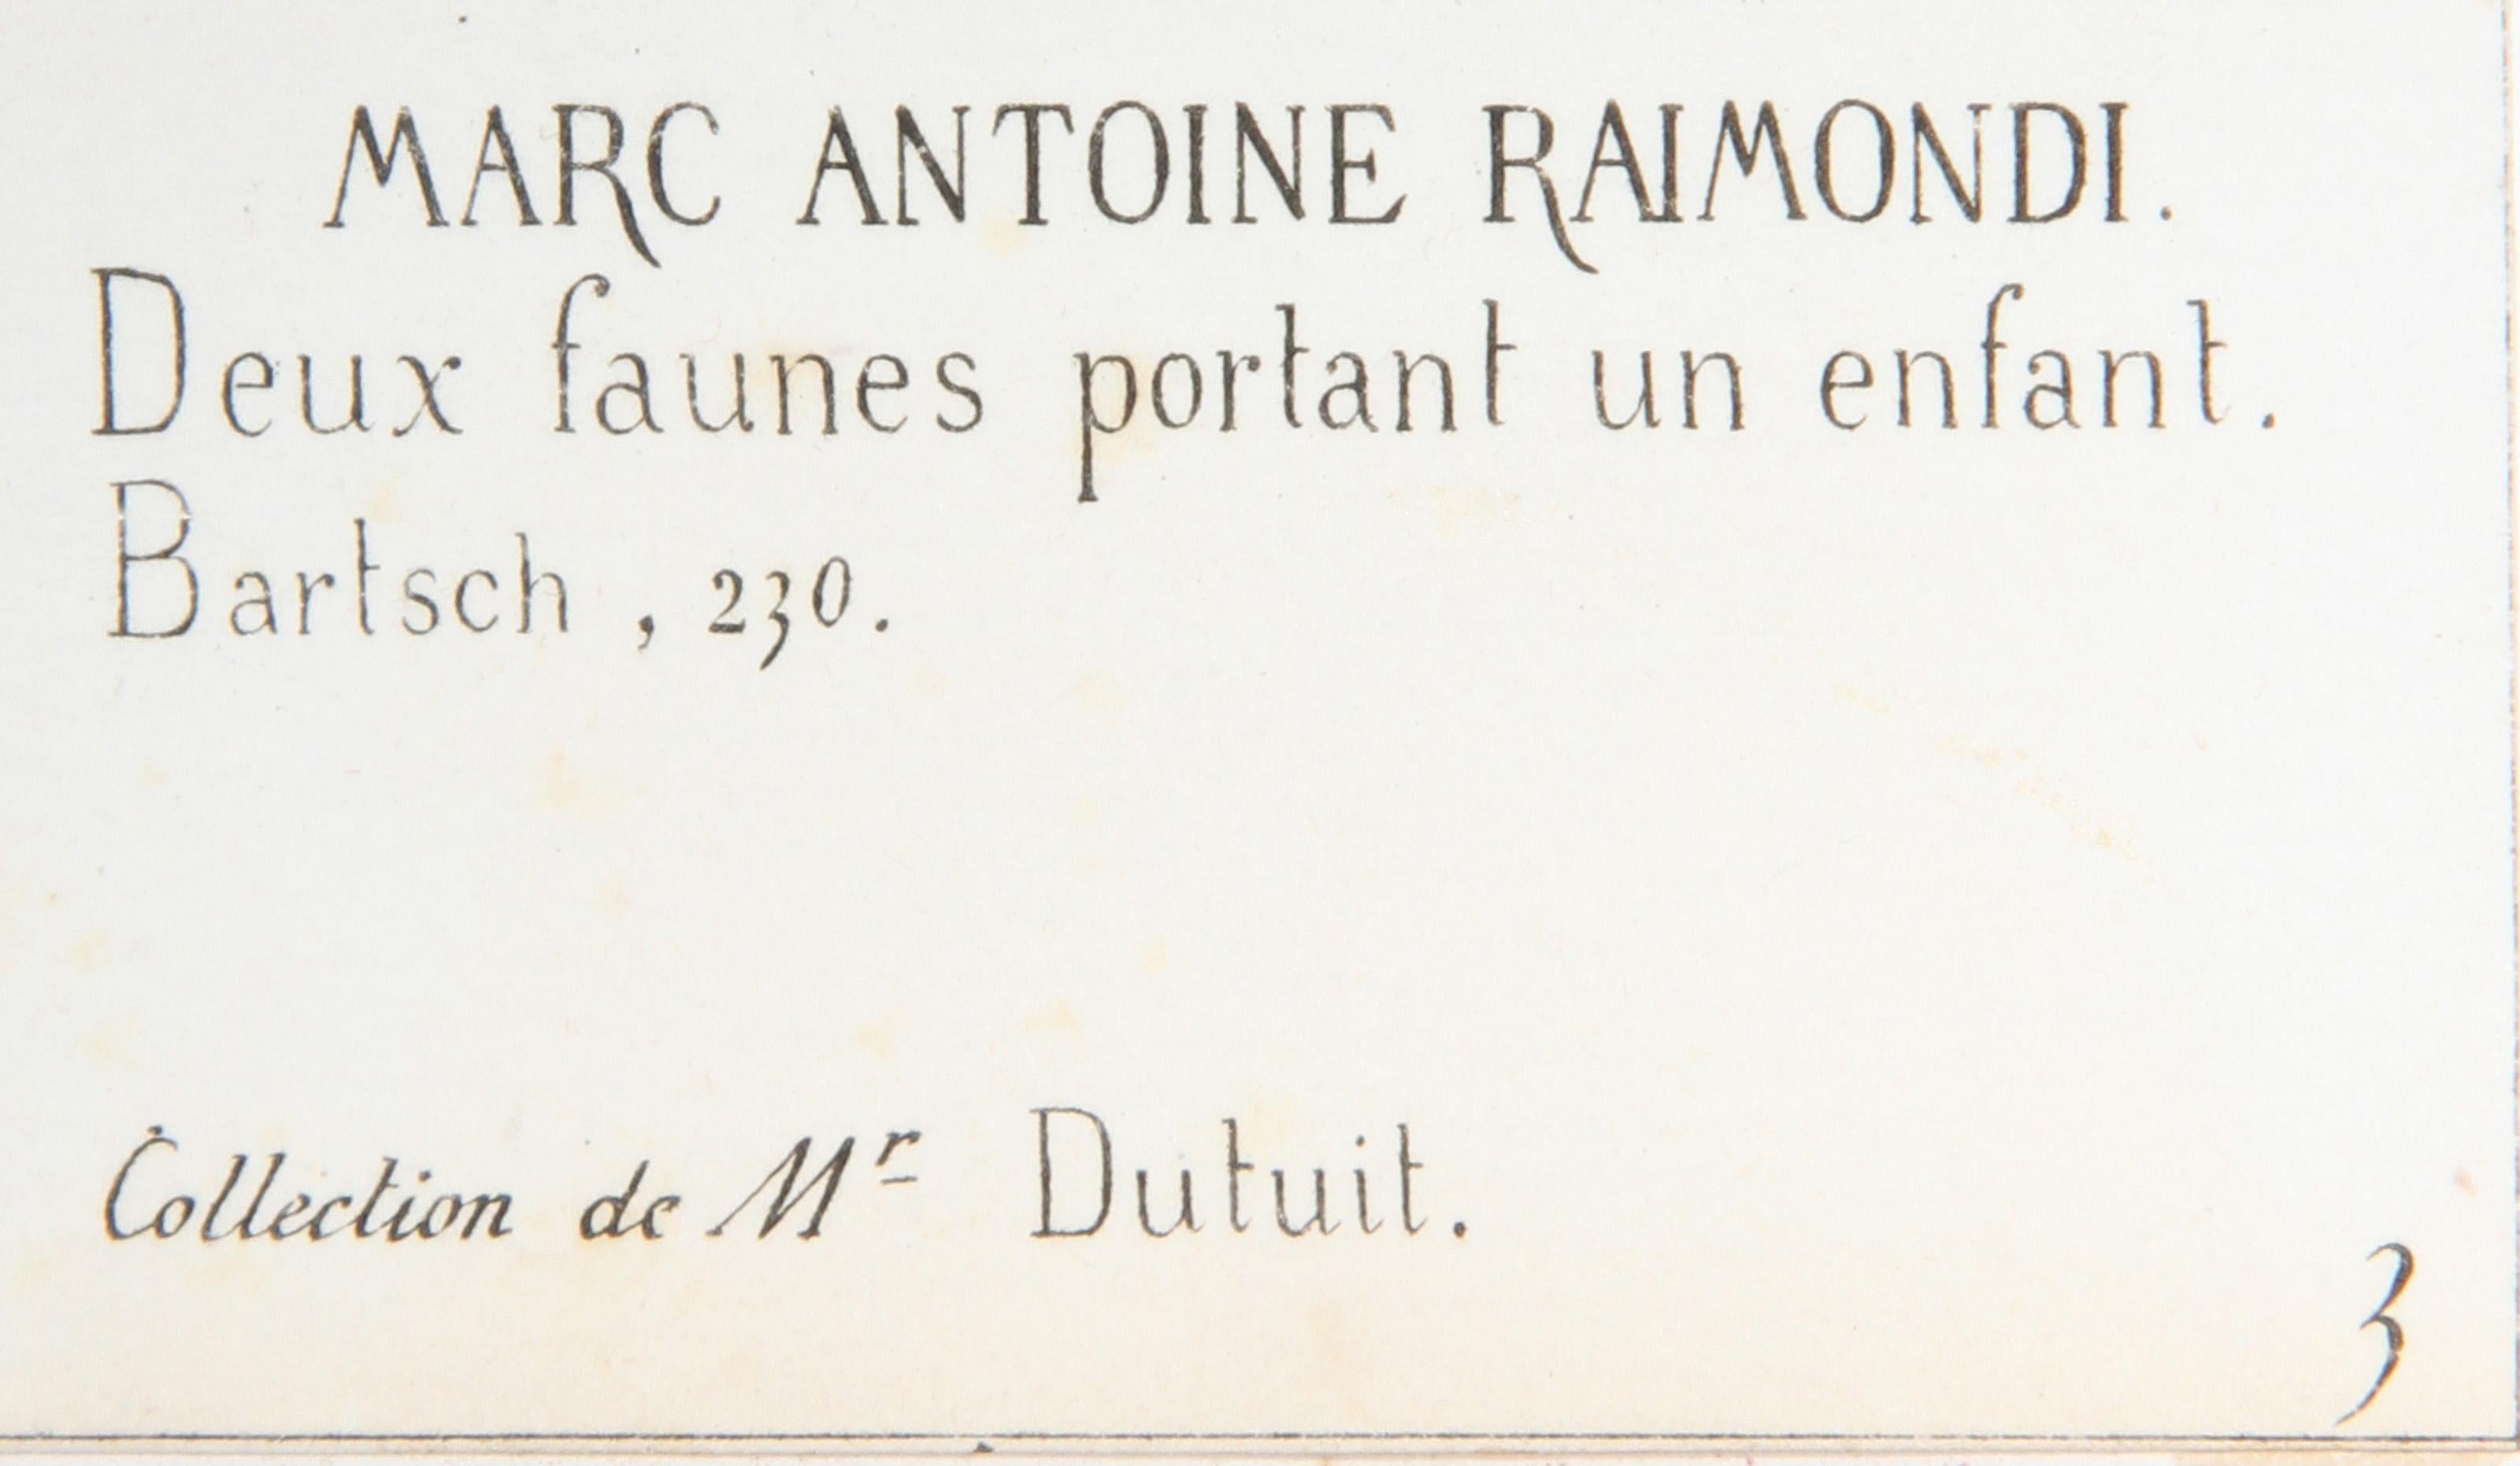 MARC ANTOINE RAIMONDI.
Deux faunes portant un enfant.
Bartsch, 230.
Collection de Mr Dutuit.
3